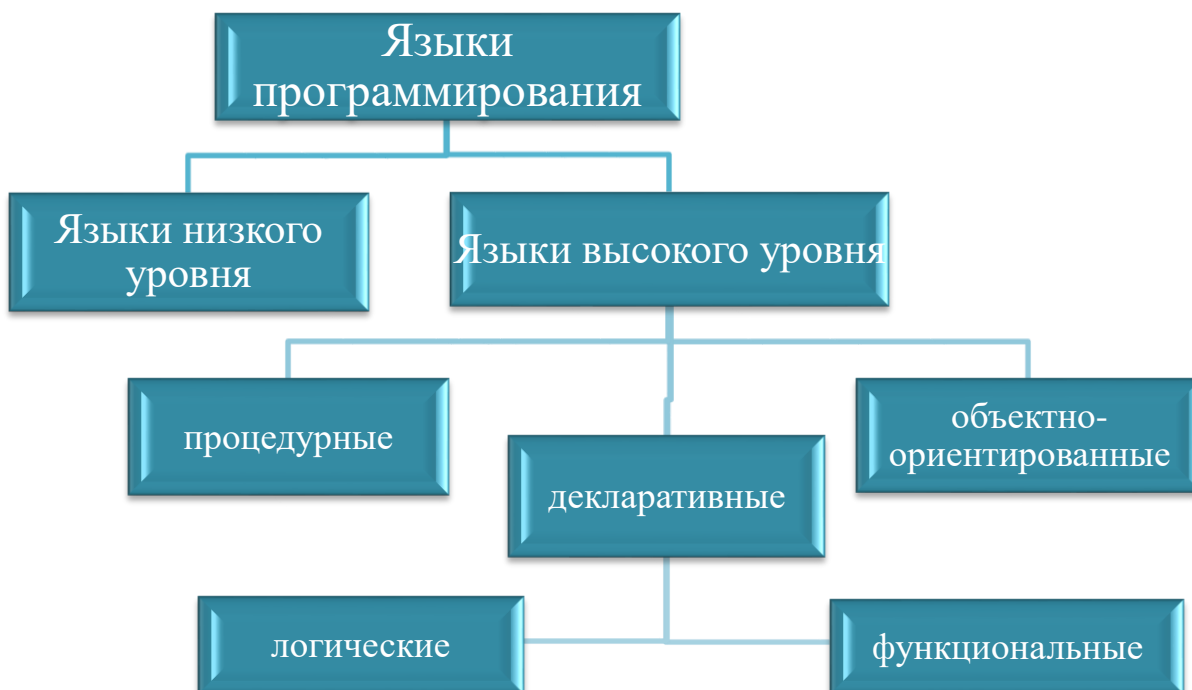 Языки
программирования
Языки низкого
уровня
Языки высокого уровня
процедурные
декларативные
объектно-
ориентированные
логические
функциональные